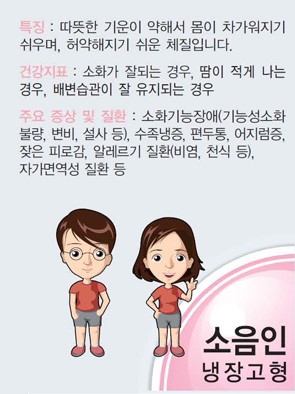 특징 : 따뜻한 기운이 약해서 몸이 차가워지기
쉬우며, 허약해지기 쉬운 체질입니다.
건강지표 : 소화가 잘되는 경우, 땀이 적게 나는
경우, 배변습관이 잘 유지되는 경우
주요 증상 및 질환 : 소화기능장애(기능성소화
불량, 변비, 설사 등), 수족냉증, 편두통, 어지럼증,
잦은 피로감, 알레르기 질환(비염, 천식 등),
자가면역성 질환 등
소음인
냉장고형